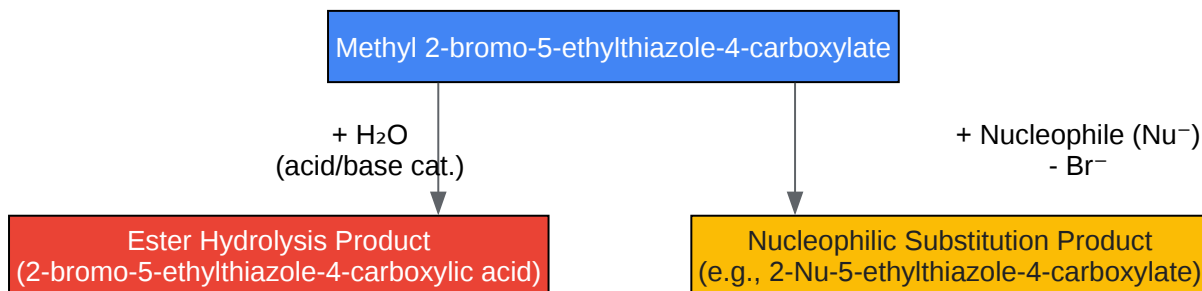 Methyl 2-bromo-5-ethylthiazole-4-carboxylate
+ H₂O
(acid/base cat.)
+ Nucleophile (Nu⁻)
- Br⁻
Ester Hydrolysis Product
(2-bromo-5-ethylthiazole-4-carboxylic acid)
Nucleophilic Substitution Product
(e.g., 2-Nu-5-ethylthiazole-4-carboxylate)